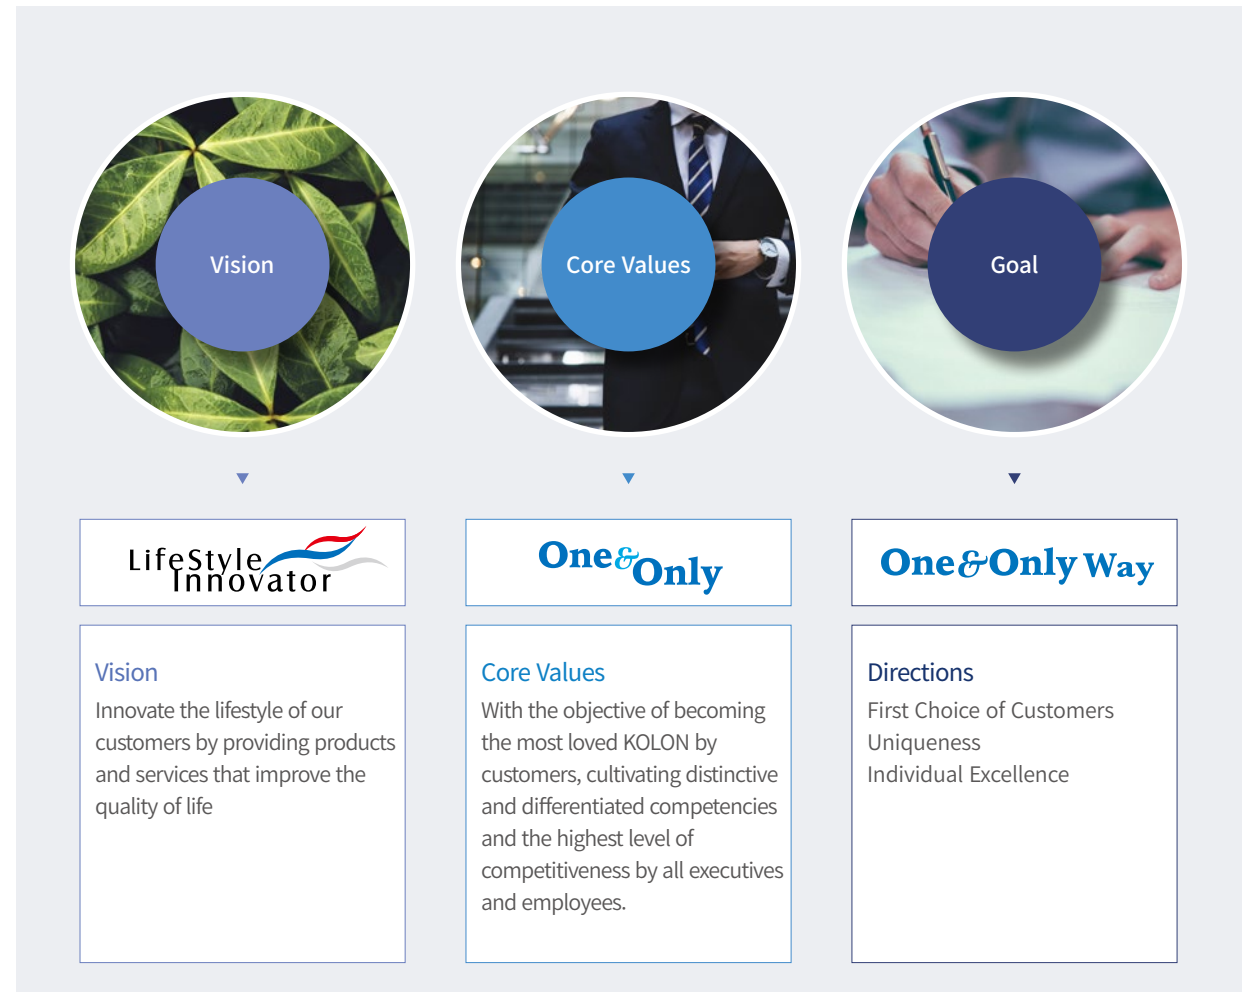 Vision
Core Values
Goal
LifeStyle
Innovator
One&
Only
One&Only Way
Vision
Innovate the lifestyle of our
customers by providing products
and services that improve the
quality of life
Core Values
With the objective of becoming
the most loved KOLON by
customers, cultivating distinctive
and differentiated competencies
and the highest level of
competitiveness by all executives
and employees.
Directions
First Choice of Customers
Uniqueness
Individual Excellence